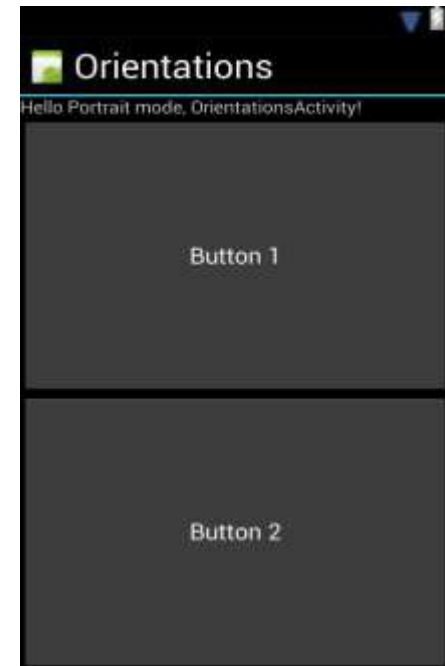 Orientations
Hello Portrait mode, OrientationsActivity!
Button 1
Button 2